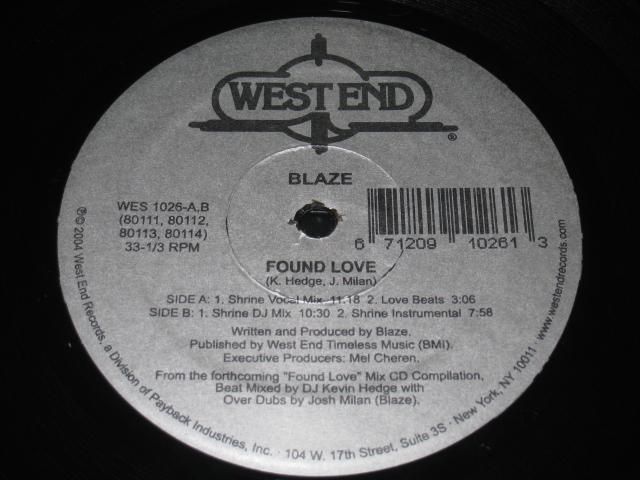 WEST END
®
BLAZE
WES 1026-A,B
(80111, 80112,
80113, 80114)
33-1/3 RPM
6 71209 10261 3
FOUND LOVE
(K. Hedge, J. Milan)
SIDE A: 1. Shrine Vocal Mix 11:18 2. Love Beats 3:06
SIDE B: 1. Shrine DJ Mix 10:30 2. Shrine Instrumental 7:58
Written and Produced by Blaze.
Published by West End Timeless Music (BMI).
Executive Producers: Mel Cheren.
From the forthcoming "Found Love" Mix CD Compilation,
Beat Mixed by DJ Kevin Hedge with
Over Dubs by Josh Milan (Blaze).
℗© 2004 West End Records, a Division of Payback Industries, Inc. · 104 W. 17th Street, Suite 3S · New York, NY 10011 · www.westendrecords.com